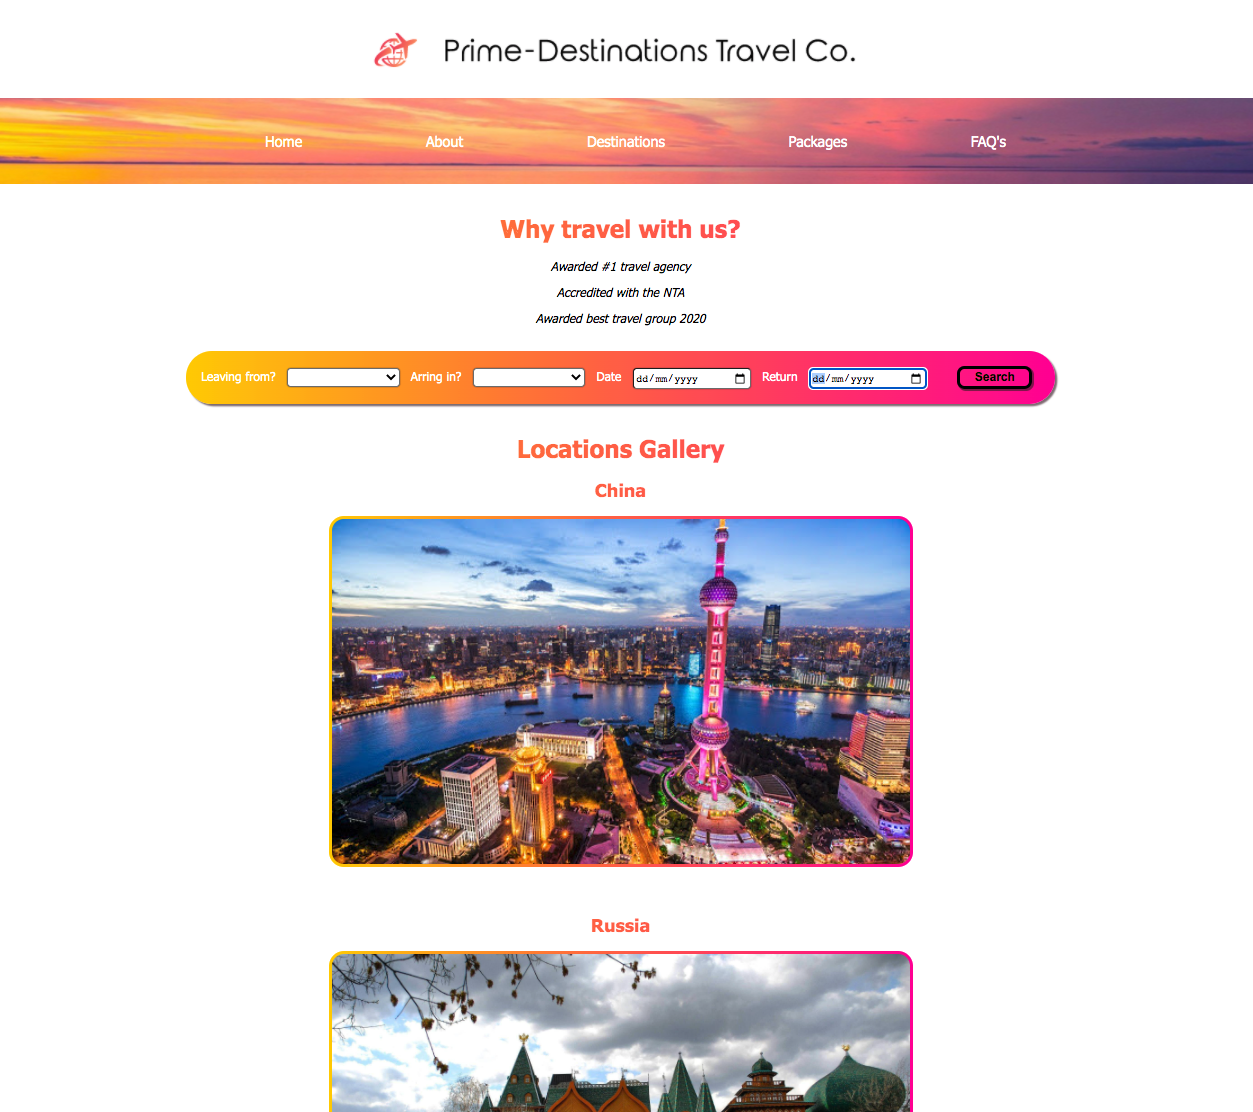 Prime-Destinations Travel Co.
Home About Destinations Packages FAQ's
Why travel with us?
Awarded #1 travel agency
Accredited with the NTA
Awarded best travel group 2020
Leaving from? Arring in? Date dd/mm/yyyy Return dd/mm/yyyy Search
Locations Gallery
China
Russia